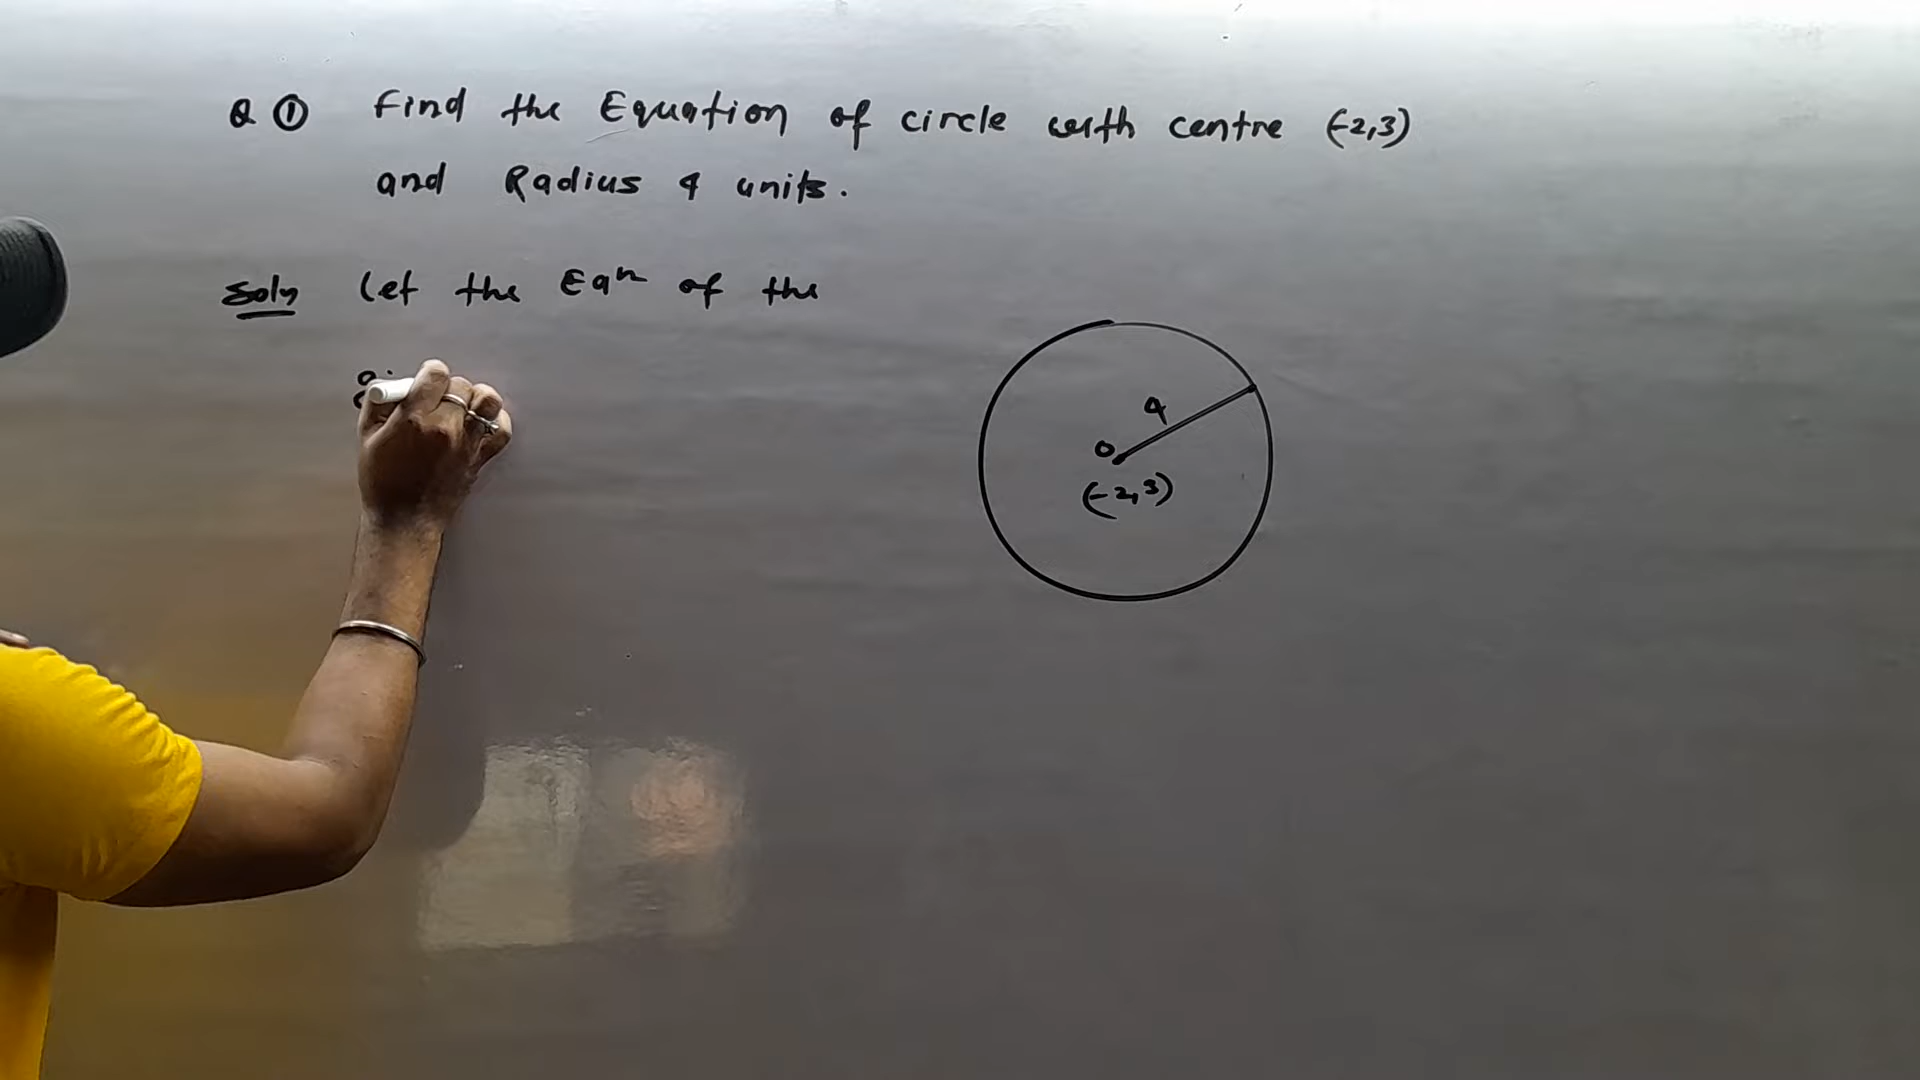 Q ① Find the Equation of circle with centre (-2,3)
and Radius 4 units.
Soln Let the Eqn of the
4
O
(-2,3)